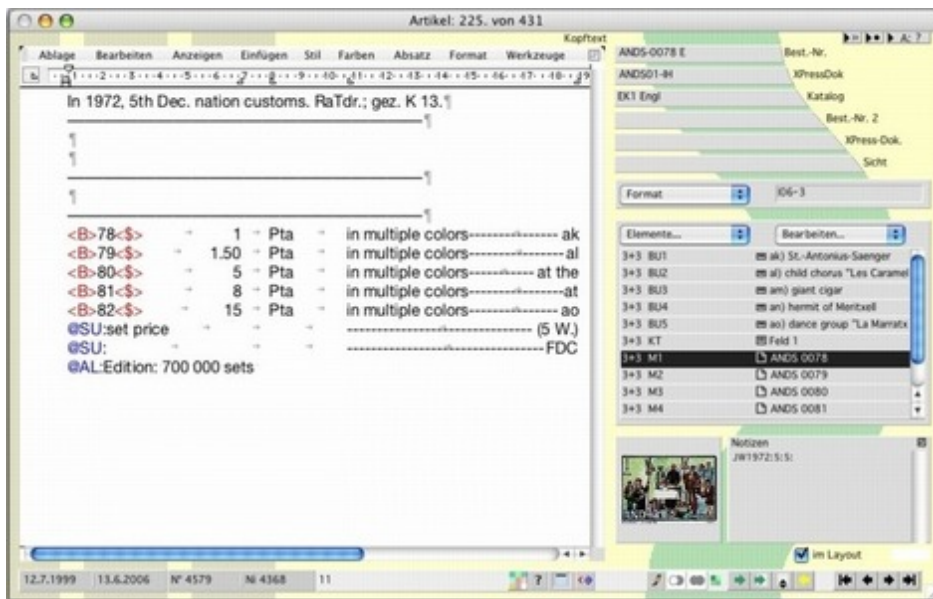 Artikel: 225. von 431
Kopftext
Ablage Bearbeiten Anzeigen Einfügen Stil Farben Absatz Format Werkzeuge
In 1972, 5th Dec. nation customs. RaTdr.; gez. K 13.¶
¶
¶
¶
¶
¶
¶
<B>78<$> 1 Pta in multiple colors------------------ ak
<B>79<$> 1.50 Pta in multiple colors------------------ al
<B>80<$> 5 Pta in multiple colors-------------- at the
<B>81<$> 8 Pta in multiple colors------------------at
<B>82<$> 15 Pta in multiple colors------------------ ao
@SU:set price ------------------------------- (5 W.)
@SU: ---------------------------------FDC
@AL:Edition: 700 000 sets
ANDS-0078 E Best.-Nr.
ANDS01-IH XPressDok
EK1 Engl Katalog
Best.-Nr. 2
XPress-Dok.
Sicht
Format I06-3
Elemente... Bearbeiten...
3+3 BU1 ak) St.-Antonius-Saenger
3+3 BU2 al) child chorus "Les Caramel
3+3 BU3 am) giant cigar
3+3 BU4 an) hermit of Meritxell
3+3 BU5 ao) dance group "La Marratx
3+3 KT Feld 1
3+3 M1 ANDS 0078
3+3 M2 ANDS 0079
3+3 M3 ANDS 0080
3+3 M4 ANDS 0081
Notizen
JW1972:S:S:
im Layout
12.7.1999 13.6.2006 N° 4579 Ni 4368 11